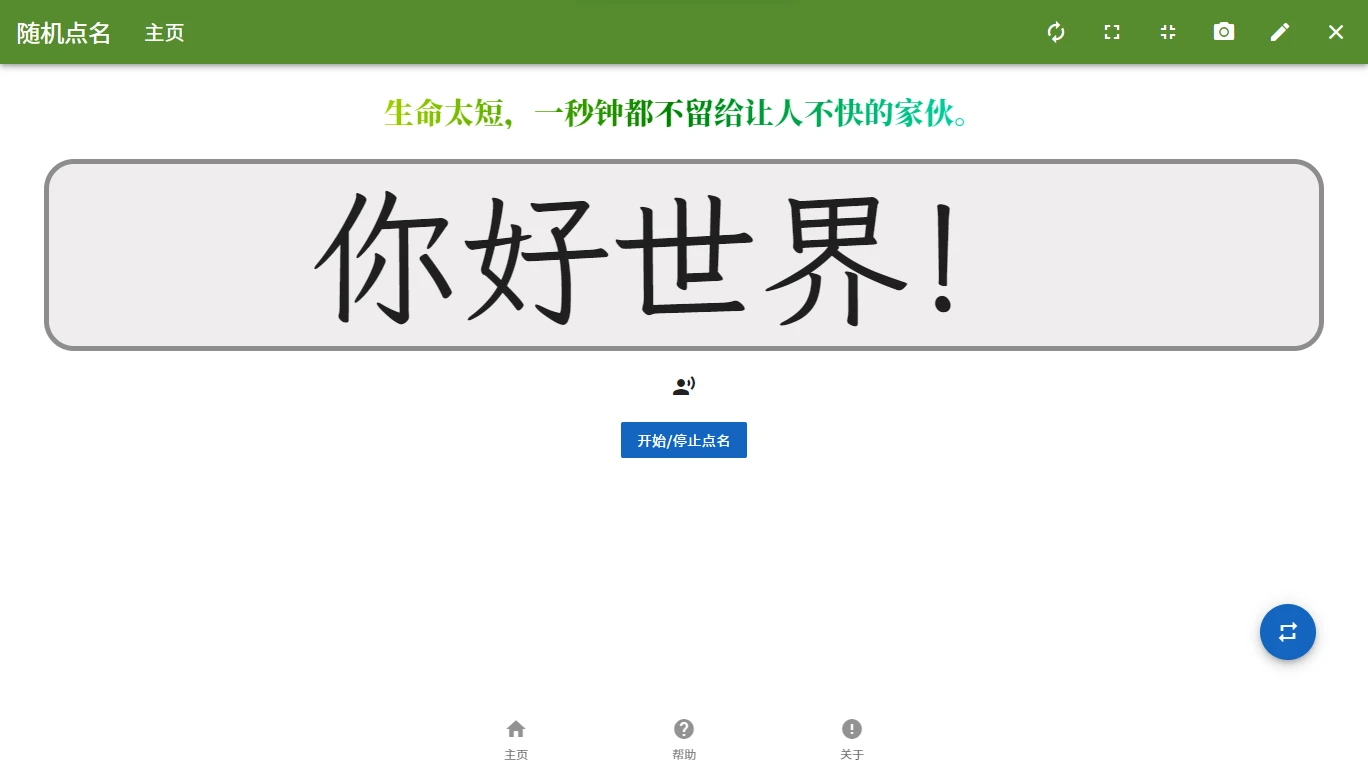 随机点名 主页
生命太短，一秒钟都不留给让人不快的家伙。
你好世界！
开始/停止点名
主页 帮助 关于